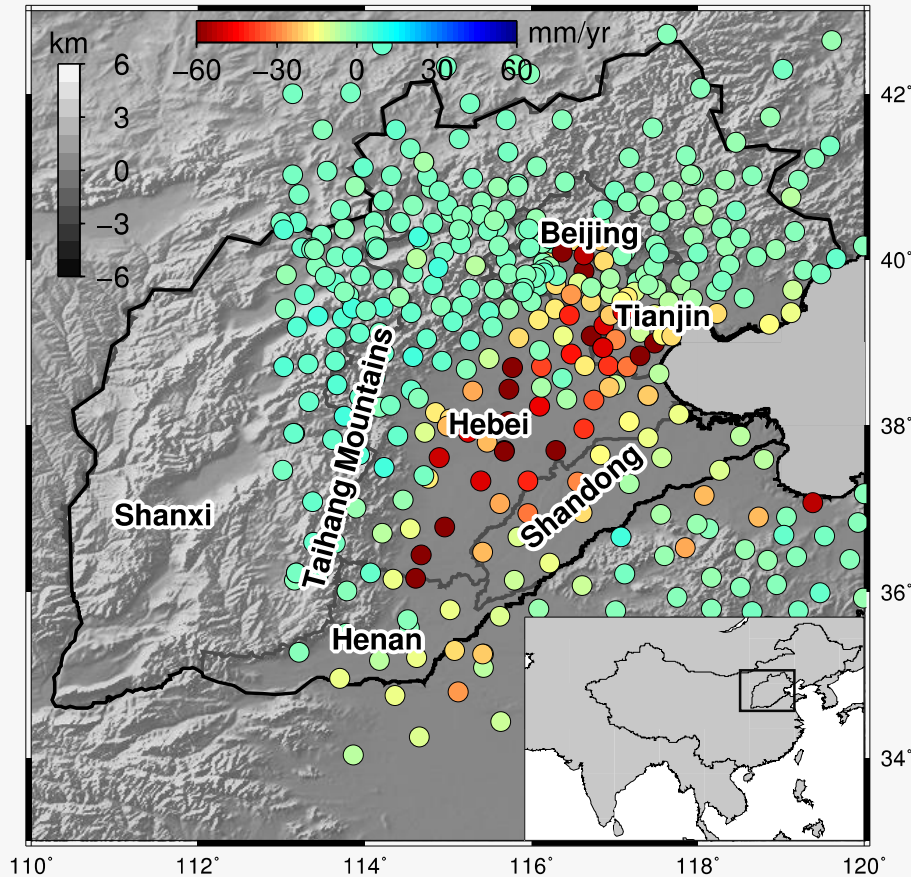 km
6
3
0
−3
−6
mm/yr
−60 −30 0 30 60
42°
40°
38°
36°
34°
Beijing
Tianjin
Taihang Mountains
Hebei
Shandong
Shanxi
Henan
110° 112° 114° 116° 118° 120°